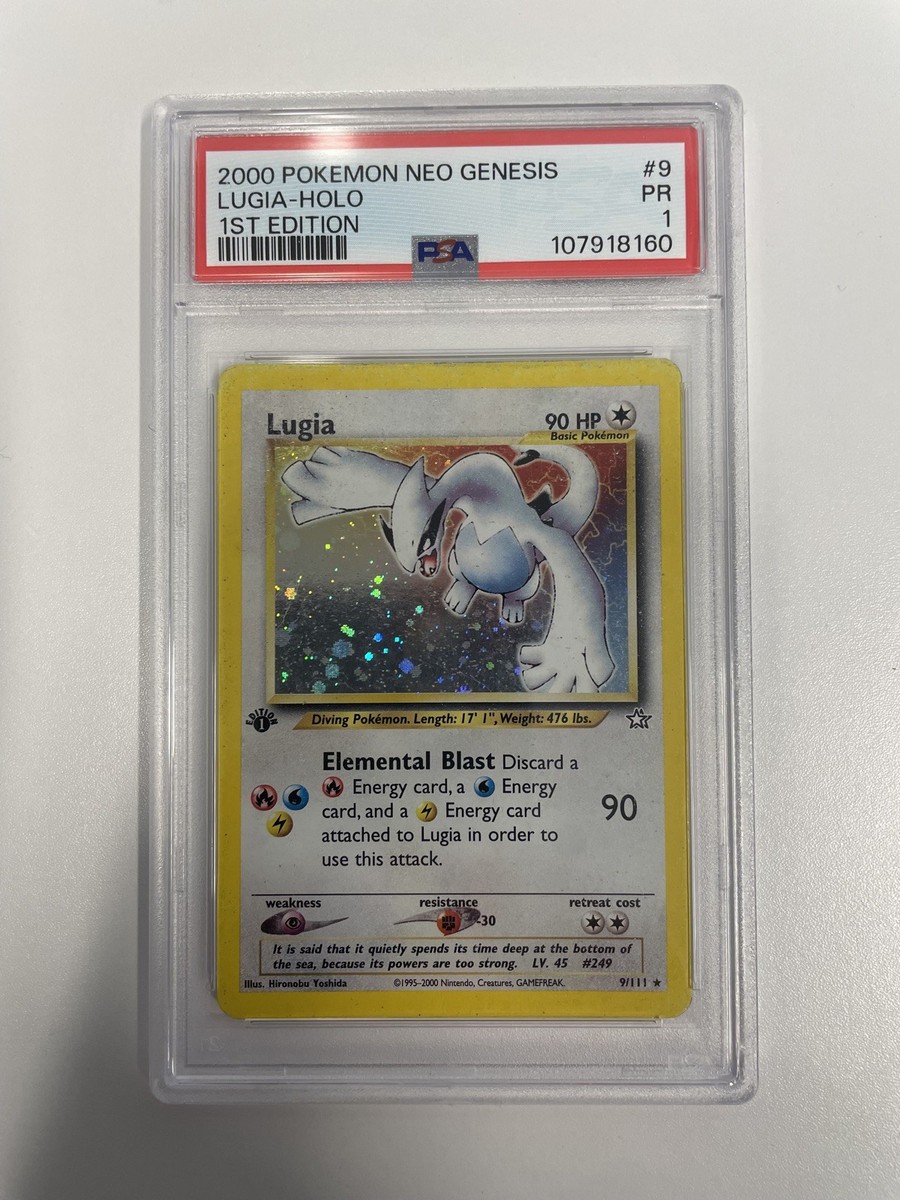 2000 POKEMON NEO GENESIS #9
LUGIA-HOLO PR
1ST EDITION 1
PSA 107918160
Lugia 90 HP
Basic Pokémon
EDITION 1
Diving Pokémon. Length: 17' 1", Weight: 476 lbs.
Elemental Blast Discard a
Energy card, a Energy
card, and a Energy card
attached to Lugia in order to
use this attack.
90
weakness resistance retreat cost
-30
It is said that it quietly spends its time deep at the bottom of
the sea, because its powers are too strong. LV. 45 #249
Illus. Hironobu Yoshida ©1995-2000 Nintendo, Creatures, GAMEFREAK. 9/111 ★